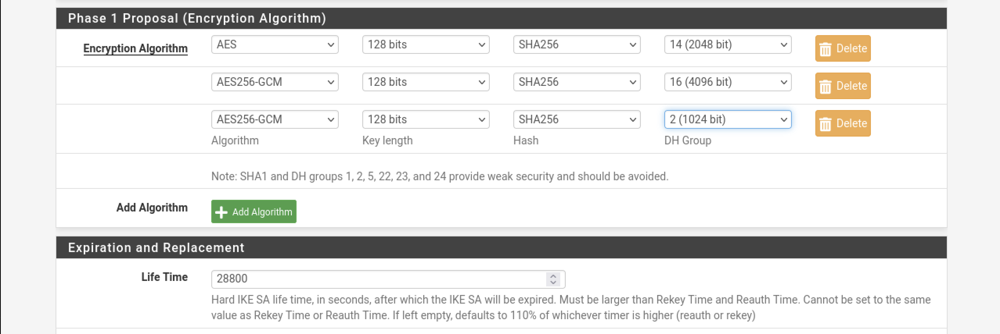 Phase 1 Proposal (Encryption Algorithm)
Encryption Algorithm AES 128 bits SHA256 14 (2048 bit) Delete
AES256-GCM 128 bits SHA256 16 (4096 bit) Delete
AES256-GCM 128 bits SHA256 2 (1024 bit) Delete
Algorithm Key length Hash DH Group
Note: SHA1 and DH groups 1, 2, 5, 22, 23, and 24 provide weak security and should be avoided.
Add Algorithm Add Algorithm
Expiration and Replacement
Life Time 28800
Hard IKE SA life time, in seconds, after which the IKE SA will be expired. Must be larger than Rekey Time and Reauth Time. Cannot be set to the same
value as Rekey Time or Reauth Time. If left empty, defaults to 110% of whichever timer is higher (reauth or rekey)